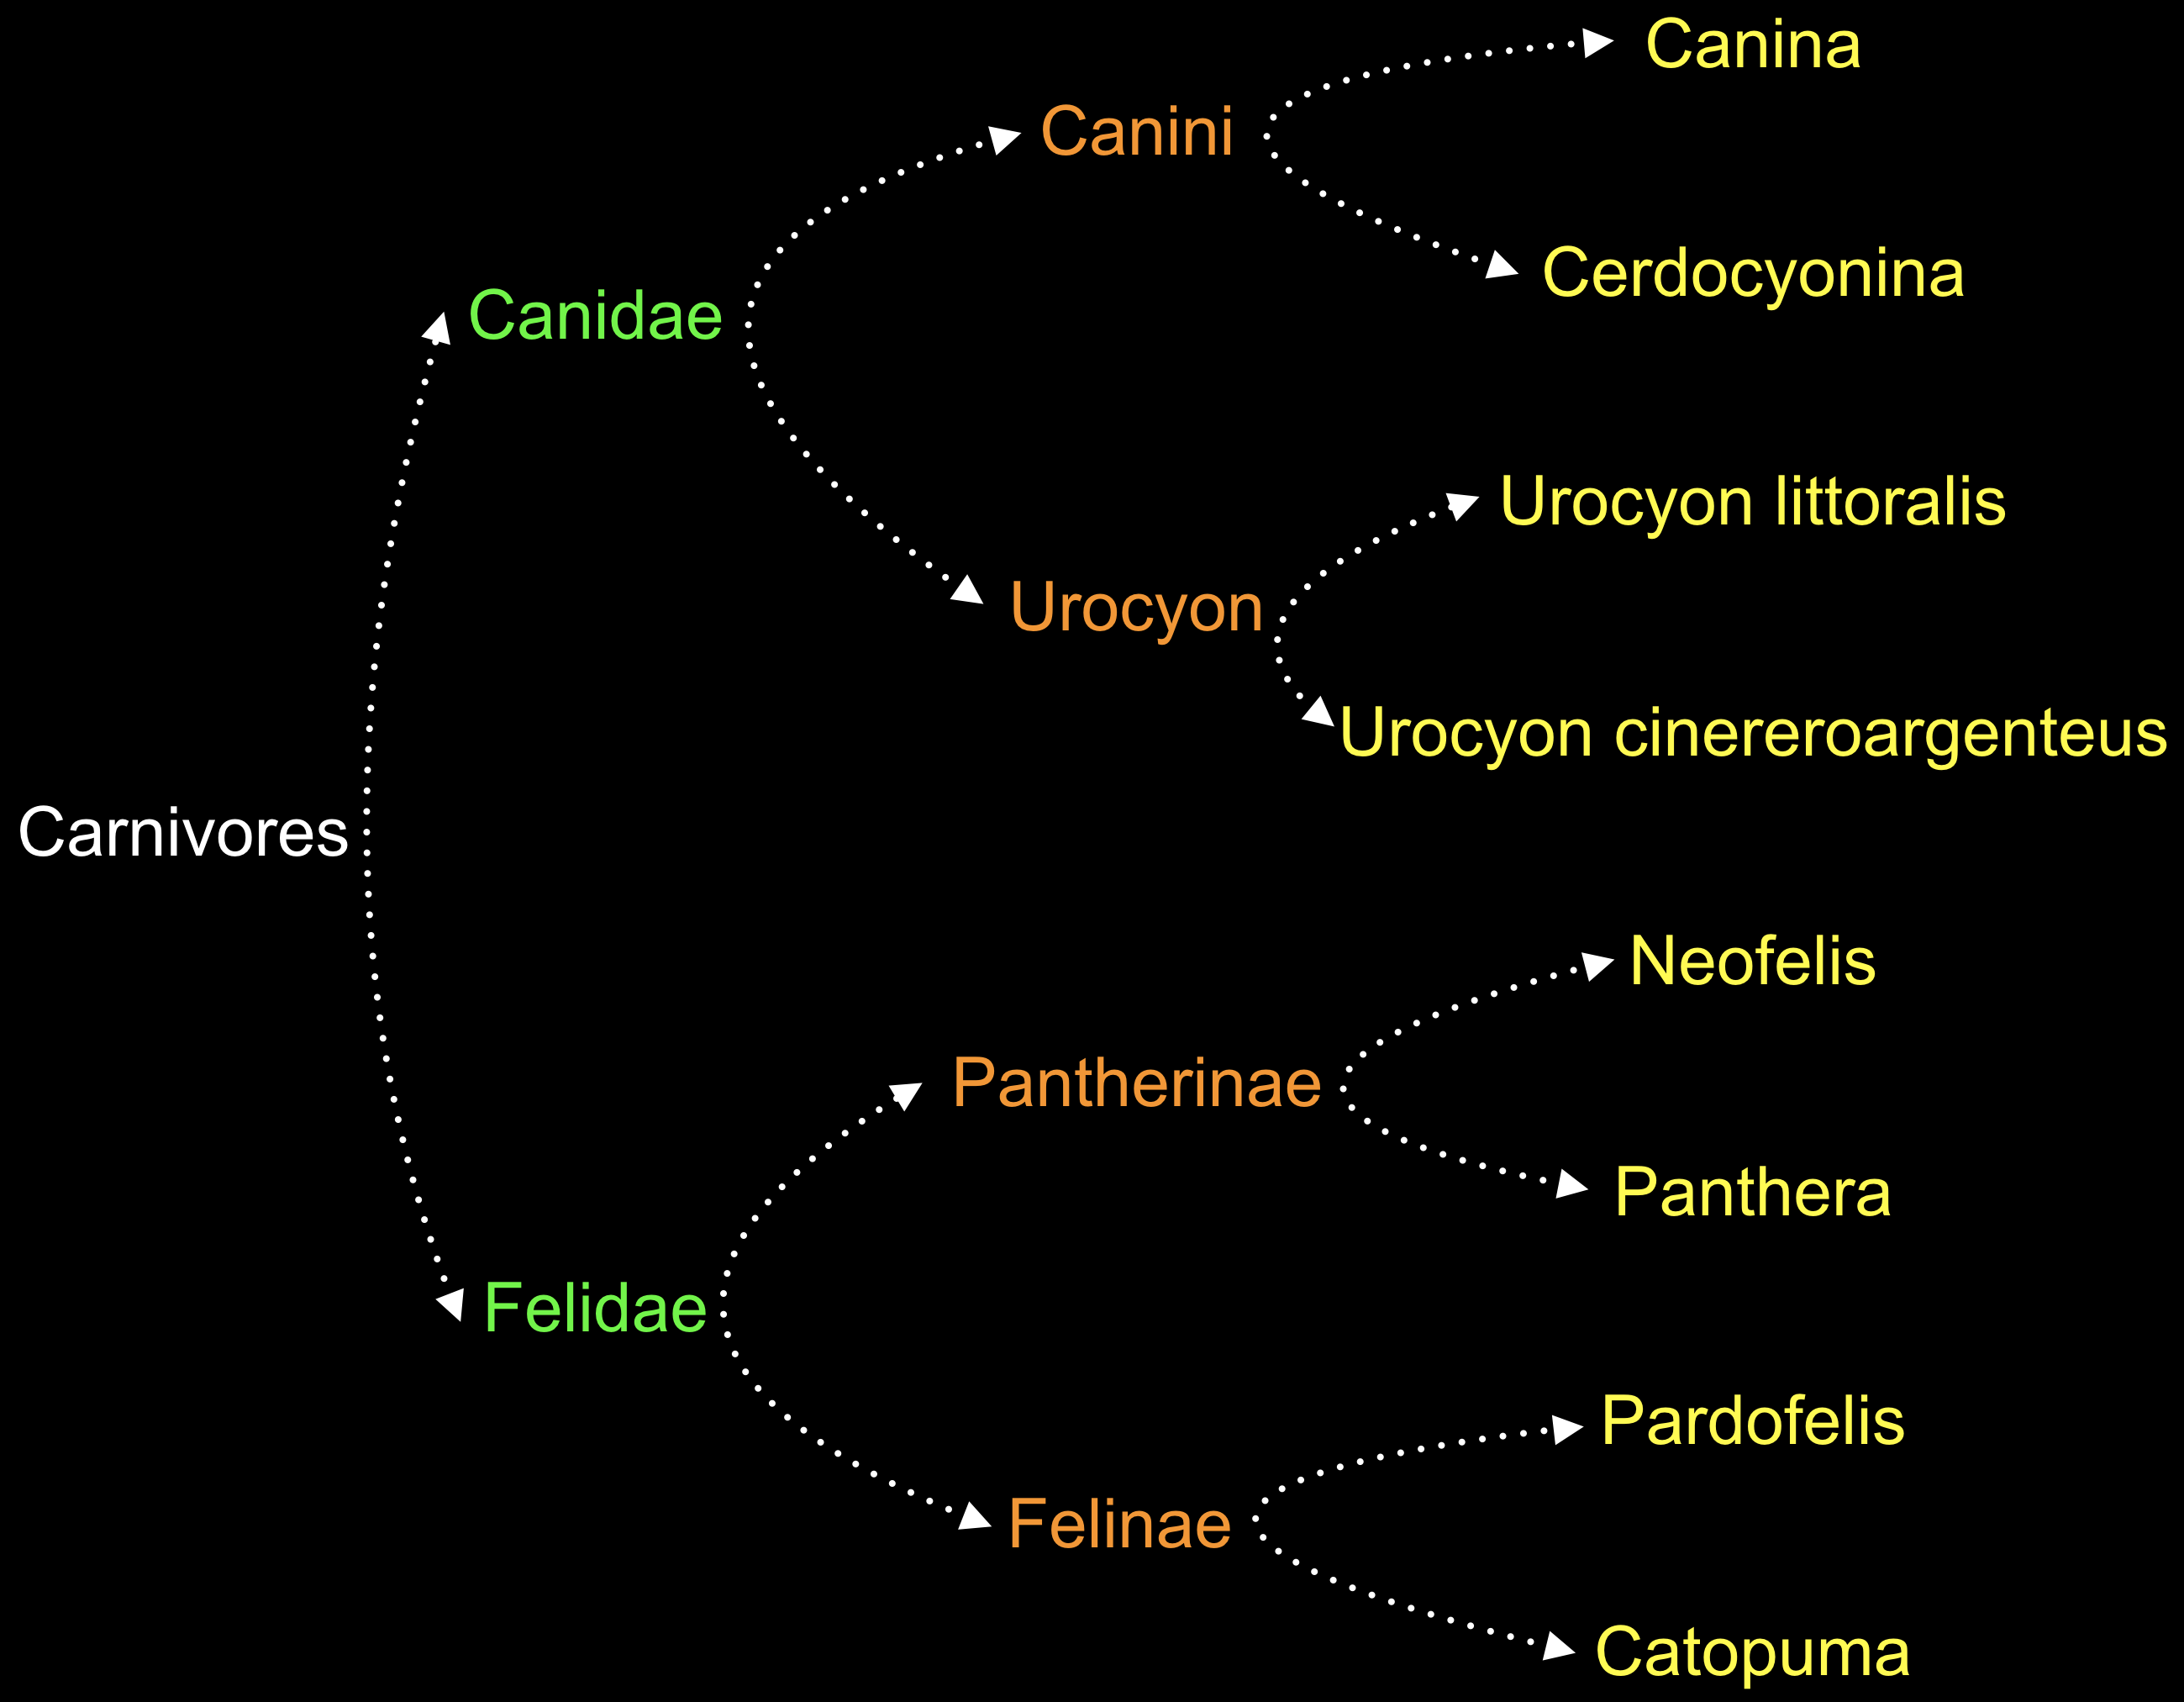 Canina
Canini
Cerdocyonina
Canidae
Urocyon littoralis
Urocyon
Urocyon cinereroargenteus
Carnivores
Neofelis
Pantherinae
Panthera
Felidae
Pardofelis
Felinae
Catopuma